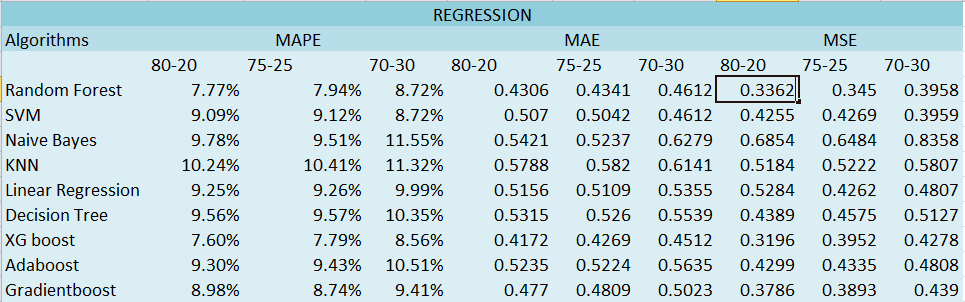 REGRESSION
Algorithms MAPE MAE MSE
80-20 75-25 70-30 80-20 75-25 70-30 80-20 75-25 70-30
Random Forest 7.77% 7.94% 8.72% 0.4306 0.4341 0.4612 0.3362 0.345 0.3958
SVM 9.09% 9.12% 8.72% 0.507 0.5042 0.4612 0.4255 0.4269 0.3959
Naive Bayes 9.78% 9.51% 11.55% 0.5421 0.5237 0.6279 0.6854 0.6484 0.8358
KNN 10.24% 10.41% 11.32% 0.5788 0.582 0.6141 0.5184 0.5222 0.5807
Linear Regression 9.25% 9.26% 9.99% 0.5156 0.5109 0.5355 0.5284 0.4262 0.4807
Decision Tree 9.56% 9.57% 10.35% 0.5315 0.526 0.5539 0.4389 0.4575 0.5127
XG boost 7.60% 7.79% 8.56% 0.4172 0.4269 0.4512 0.3196 0.3952 0.4278
Adaboost 9.30% 9.43% 10.51% 0.5235 0.5224 0.5635 0.4299 0.4335 0.4808
Gradientboost 8.98% 8.74% 9.41% 0.477 0.4809 0.5023 0.3786 0.3893 0.439